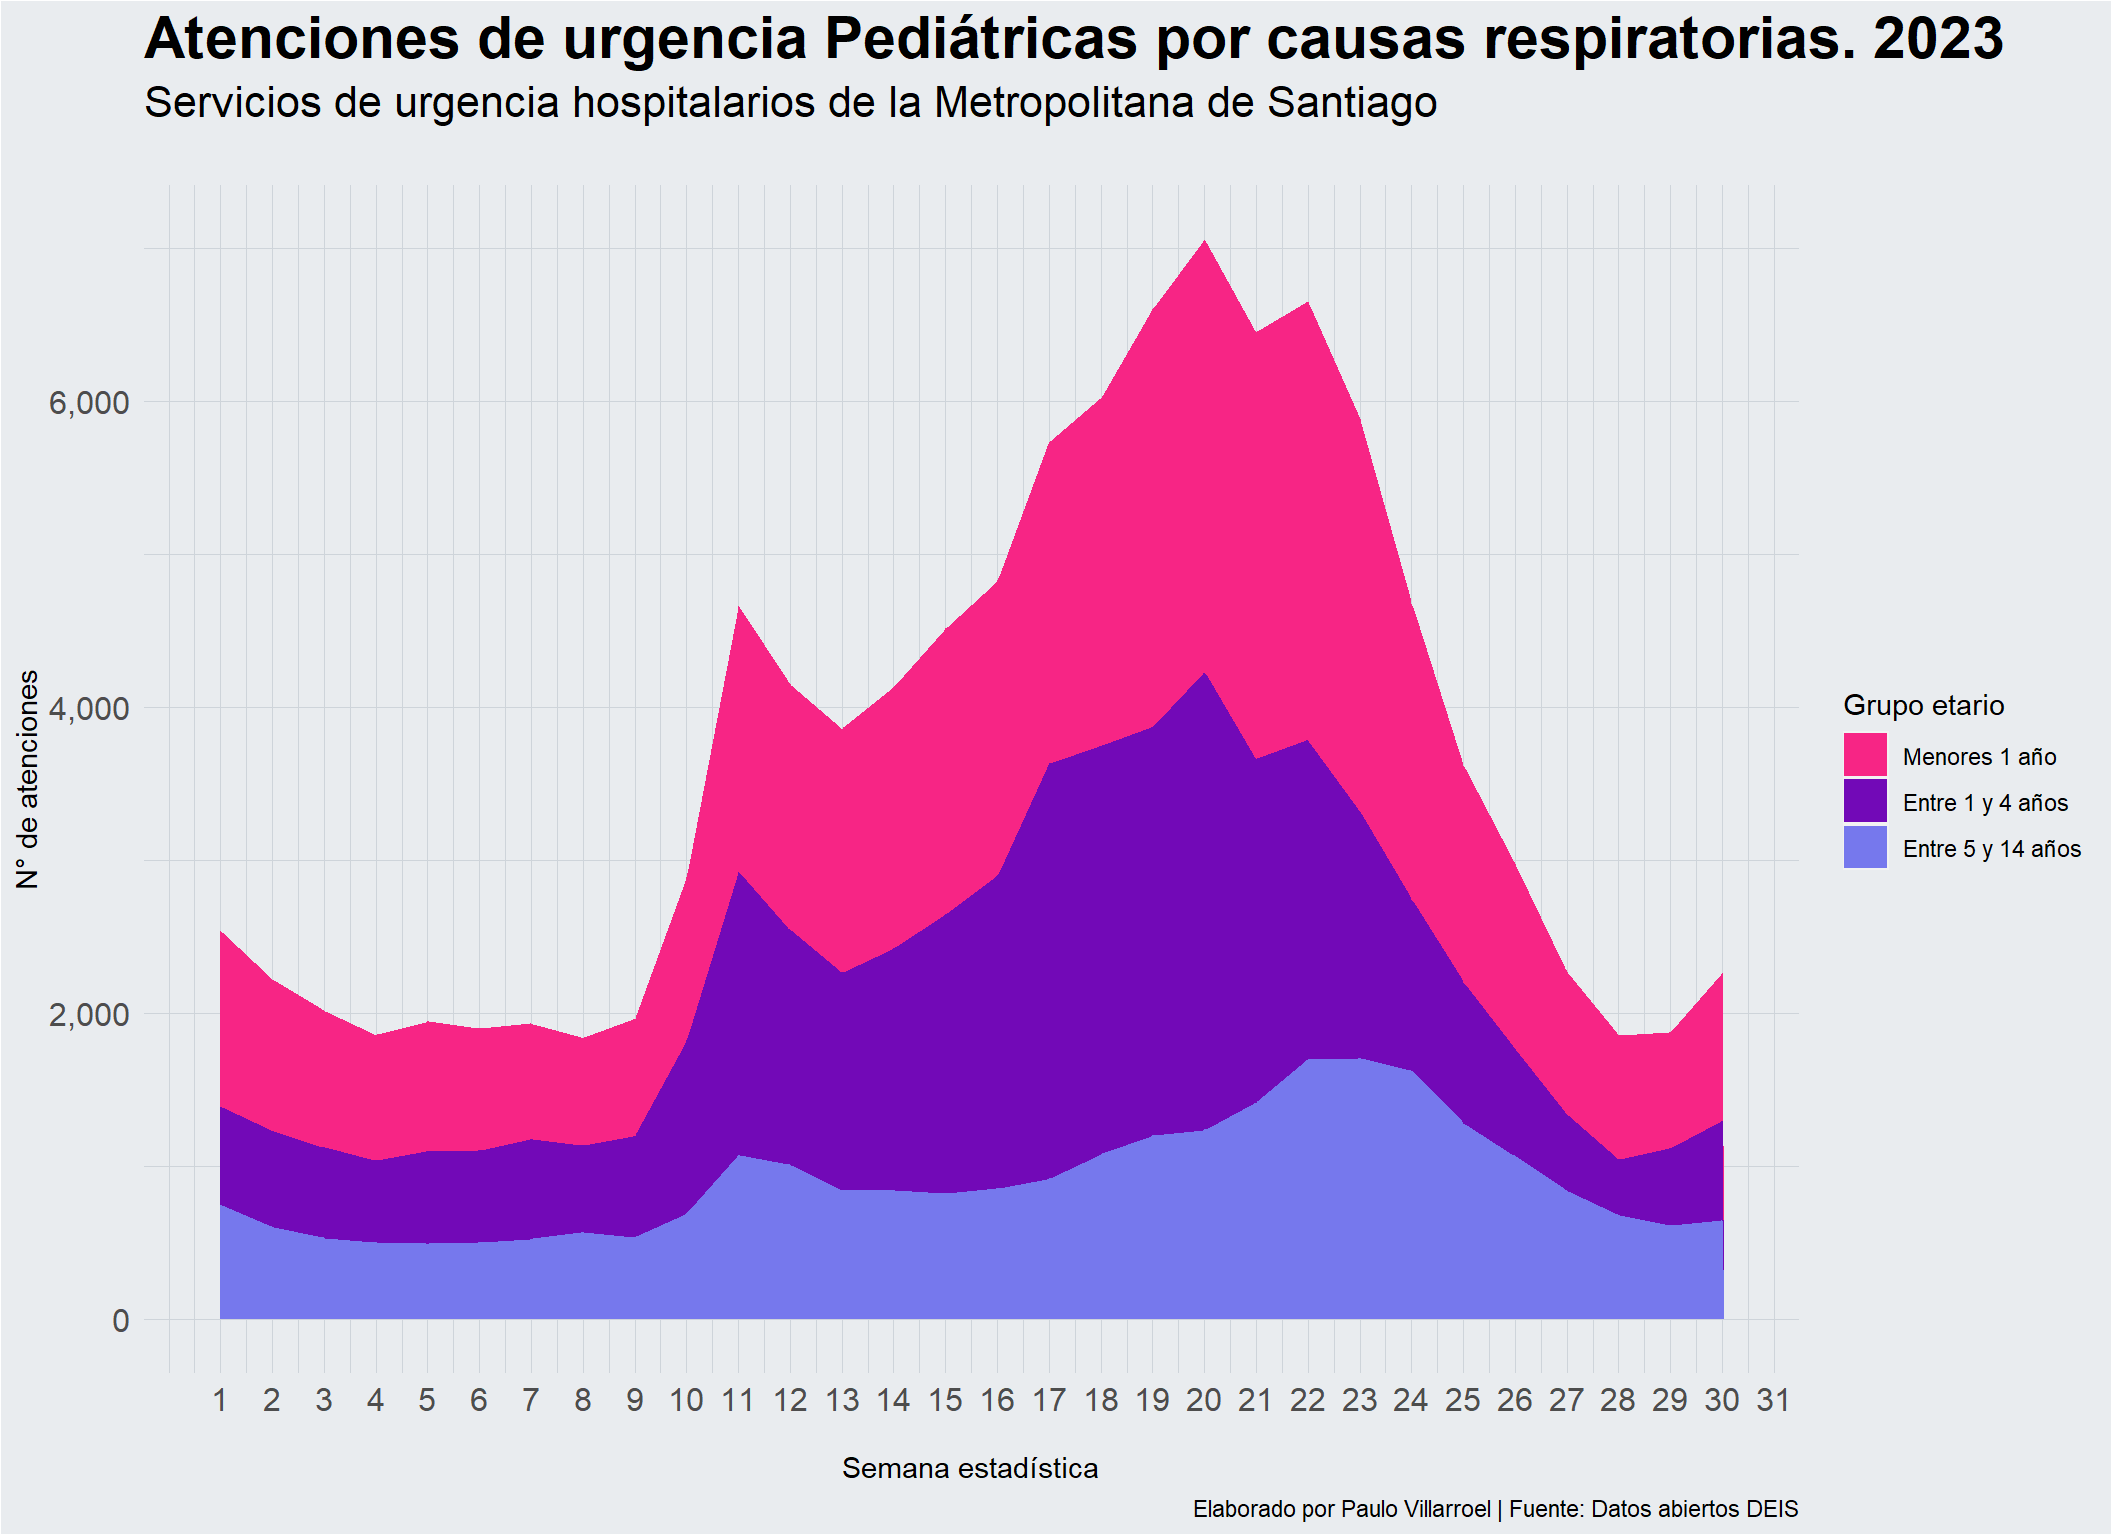 Atenciones de urgencia Pediátricas por causas respiratorias. 2023
Servicios de urgencia hospitalarios de la Metropolitana de Santiago
6,000
4,000
2,000
0
N° de atenciones
1 2 3 4 5 6 7 8 9 10 11 12 13 14 15 16 17 18 19 20 21 22 23 24 25 26 27 28 29 30 31
Semana estadística
Grupo etario
Menores 1 año
Entre 1 y 4 años
Entre 5 y 14 años
Elaborado por Paulo Villarroel | Fuente: Datos abiertos DEIS